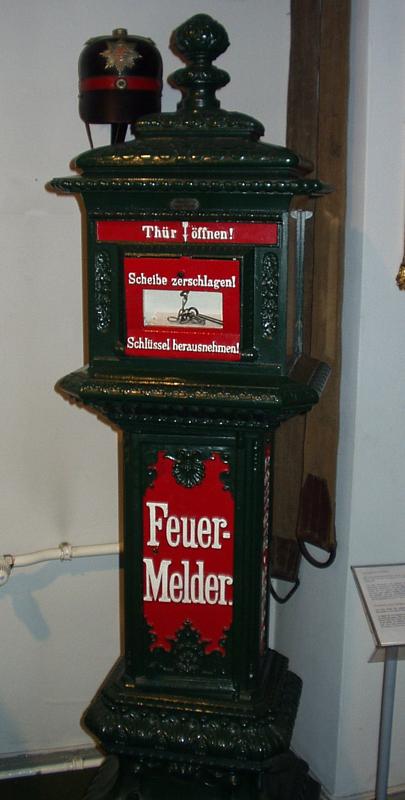 Thür öffnen!
Scheibe zerschlagen!
Schlüssel herausnehmen!
Feuer-
Melder.